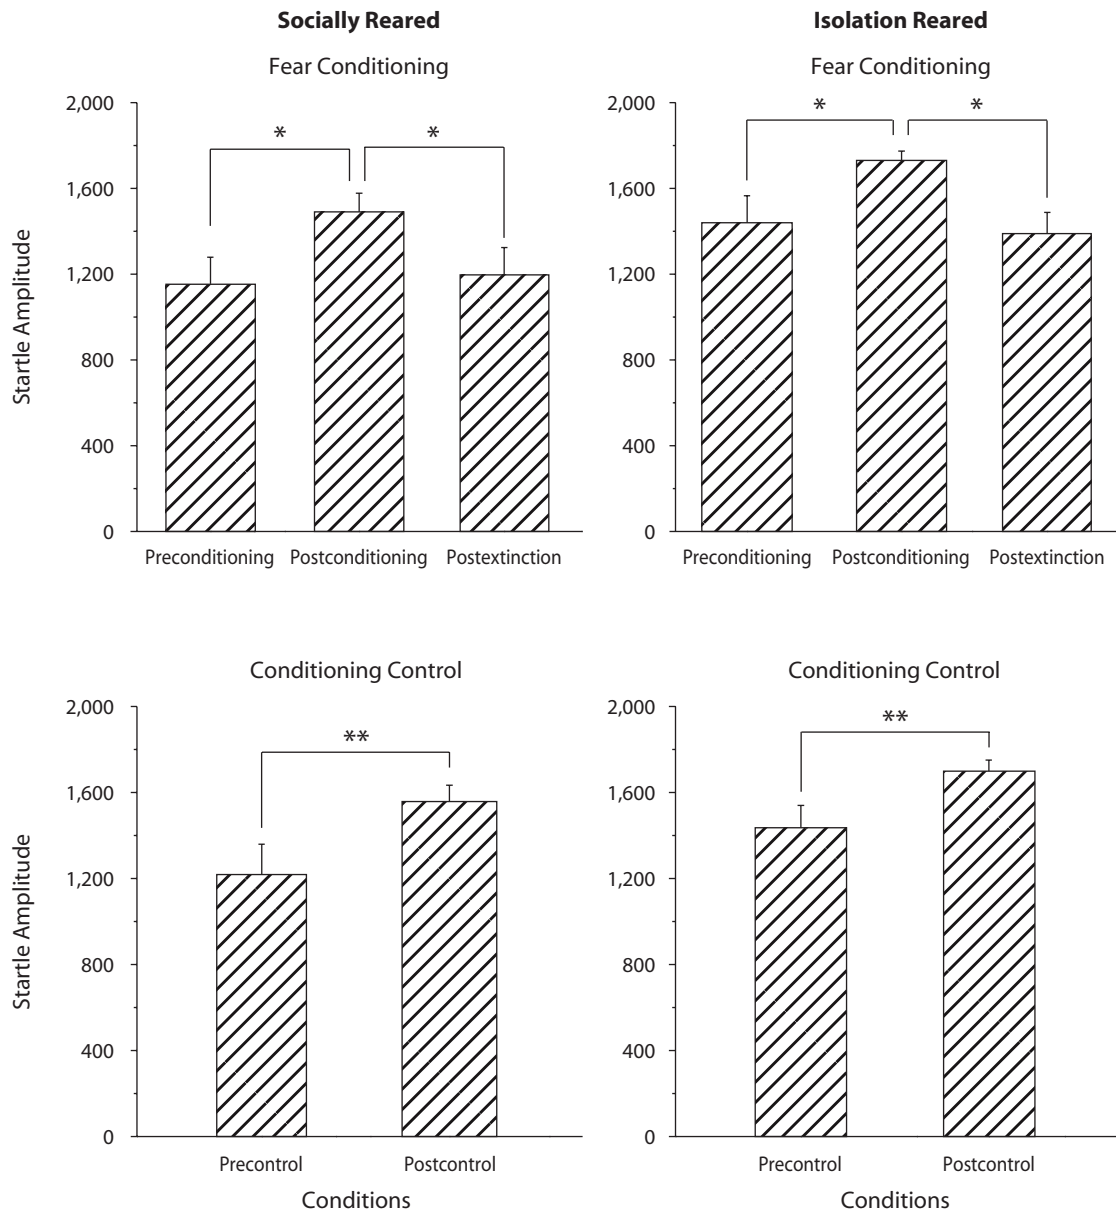 Socially Reared
Isolation Reared
Fear Conditioning
Fear Conditioning
Startle Amplitude
2,000
1,600
1,200
800
400
0
*
*
Preconditioning Postconditioning Postextinction
2,000
1,600
1,200
800
400
0
*
*
Preconditioning Postconditioning Postextinction
Conditioning Control
Conditioning Control
Startle Amplitude
2,000
1,600
1,200
800
400
0
**
Precontrol Postcontrol
Conditions
2,000
1,600
1,200
800
400
0
**
Precontrol Postcontrol
Conditions